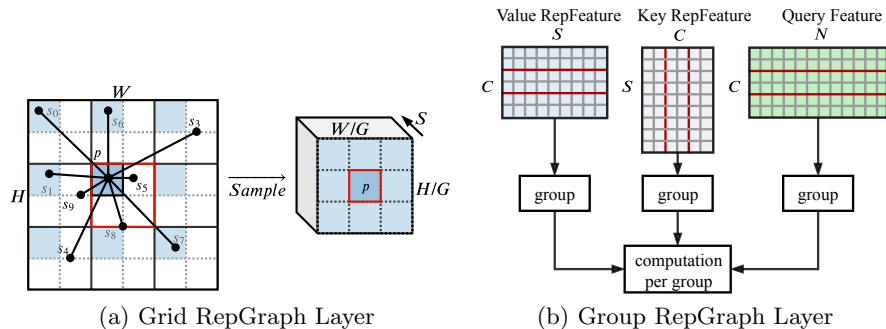 Value RepFeature
Key RepFeature
Query Feature
S
C
N
W
C
S
C
s0
s6
s3
S
W/G
p
H
s1
s5
s9
Sample
p
H/G
group
group
group
s8
s4
s7
computation
per group
(a) Grid RepGraph Layer
(b) Group RepGraph Layer